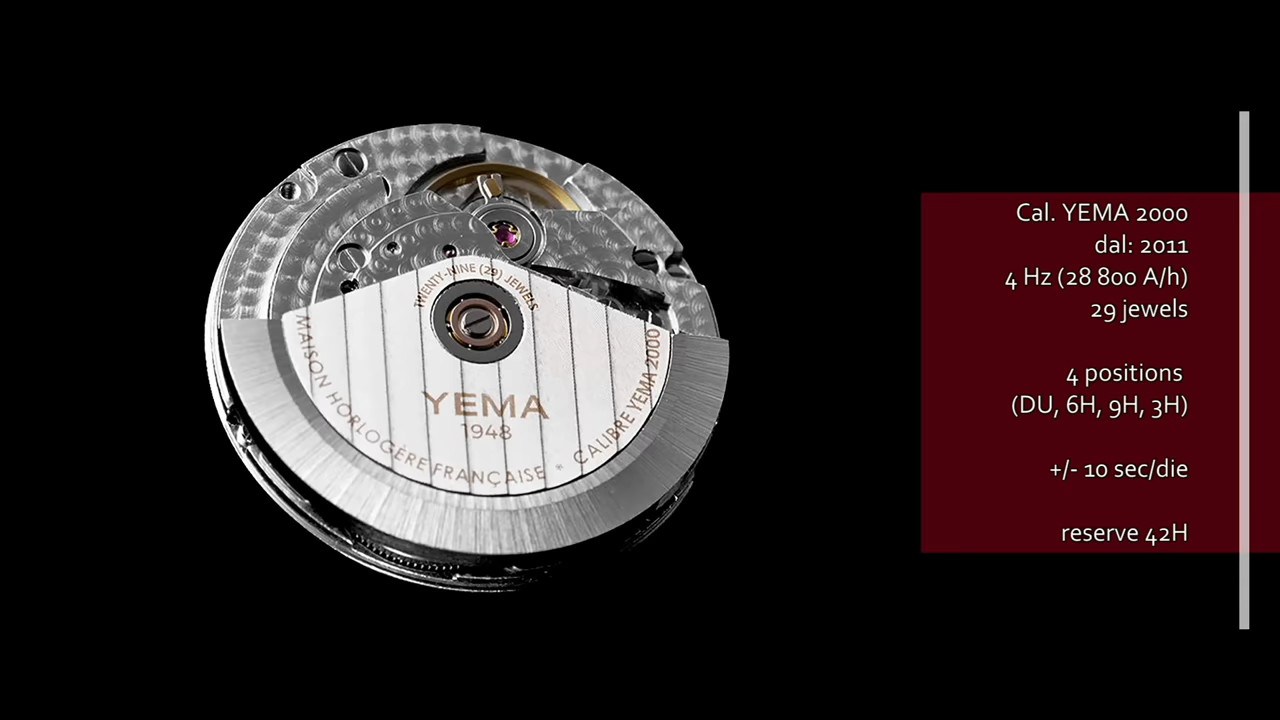 TWENTY-NINE (29) JEWELS
YEMA
1948
MAISON HORLOGÈRE FRANÇAISE * CALIBRE YEMA 2000
Cal. YEMA 2000
dal: 2011
4 Hz (28 800 A/h)
29 jewels
4 positions
(DU, 6H, 9H, 3H)
+/- 10 sec/die
reserve 42H